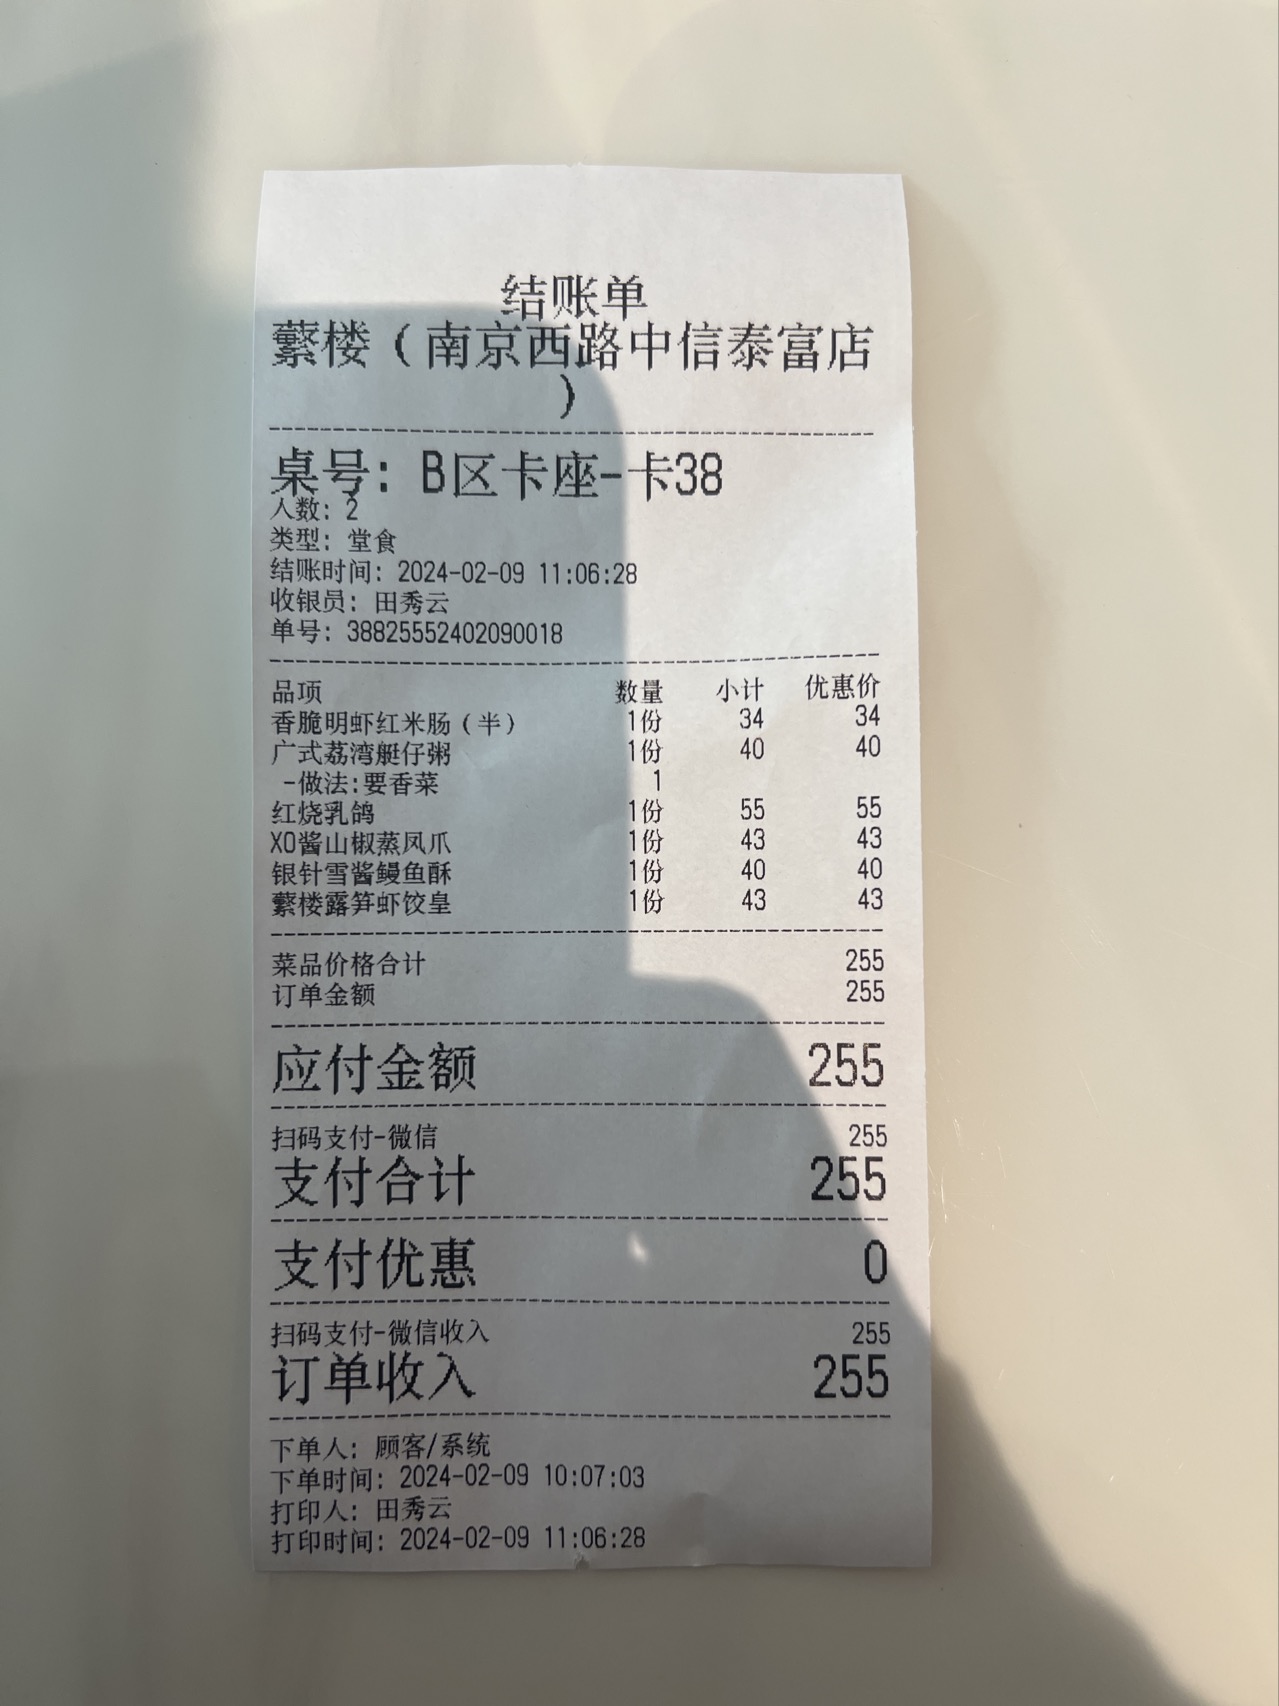 结账单
蘩楼（南京西路中信泰富店
）
桌号: B区卡座-卡38
人数: 2
类型: 堂食
结账时间: 2024-02-09 11:06:28
收银员: 田秀云
单号: 38825552402090018
品项 数量 小计 优惠价
香脆明虾红米肠（半） 1份 34 34
广式荔湾艇仔粥 1份 40 40
-做法:要香菜 1
红烧乳鸽 1份 55 55
XO酱山椒蒸凤爪 1份 43 43
银针雪酱鳗鱼酥 1份 40 40
蘩楼露笋虾饺皇 1份 43 43
菜品价格合计 255
订单金额 255
应付金额 255
扫码支付-微信 255
支付合计 255
支付优惠 0
扫码支付-微信收入 255
订单收入 255
下单人: 顾客/系统
下单时间: 2024-02-09 10:07:03
打印人: 田秀云
打印时间: 2024-02-09 11:06:28